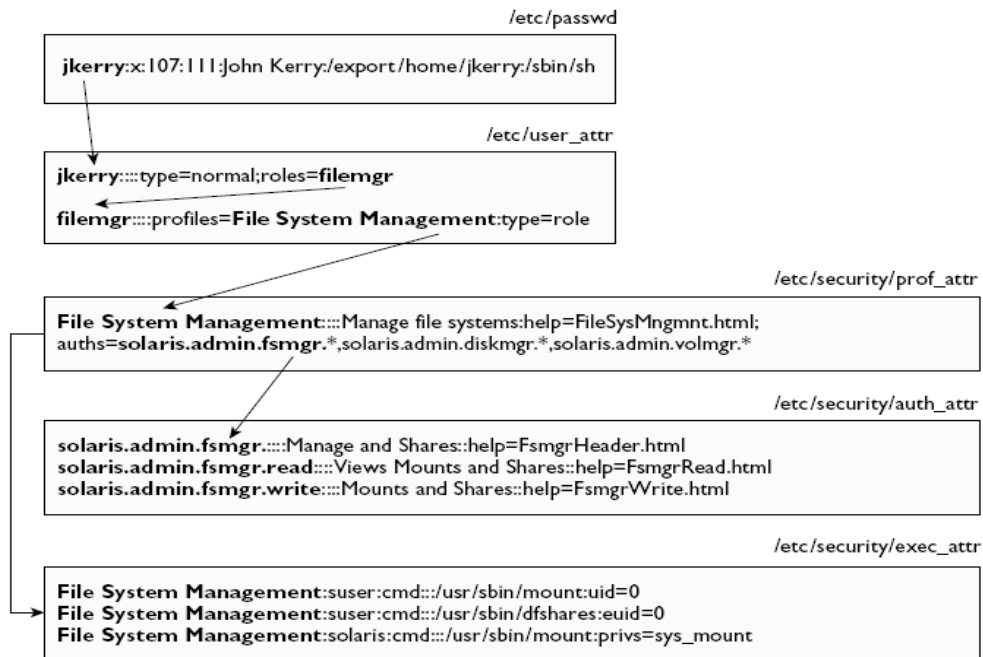 /etc/passwd
jkerry:x:107:111:John Kerry:/export/home/jkerry:/sbin/sh
/etc/user_attr
jkerry::::type=normal;roles=filemgr
filemgr::::profiles=File System Management:type=role
/etc/security/prof_attr
File System Management::::Manage file systems:help=FileSysMngmnt.html;
auths=solaris.admin.fsmgr.*,solaris.admin.diskmgr.*,solaris.admin.volmgr.*
/etc/security/auth_attr
solaris.admin.fsmgr.::::Manage and Shares::help=FsmgrHeader.html
solaris.admin.fsmgr.read::::Views Mounts and Shares::help=FsmgrRead.html
solaris.admin.fsmgr.write::::Mounts and Shares::help=FsmgrWrite.html
/etc/security/exec_attr
File System Management:suser:cmd:::/usr/sbin/mount:uid=0
File System Management:suser:cmd:::/usr/sbin/dfshares:euid=0
File System Management:solaris:cmd:::/usr/sbin/mount:privs=sys_mount